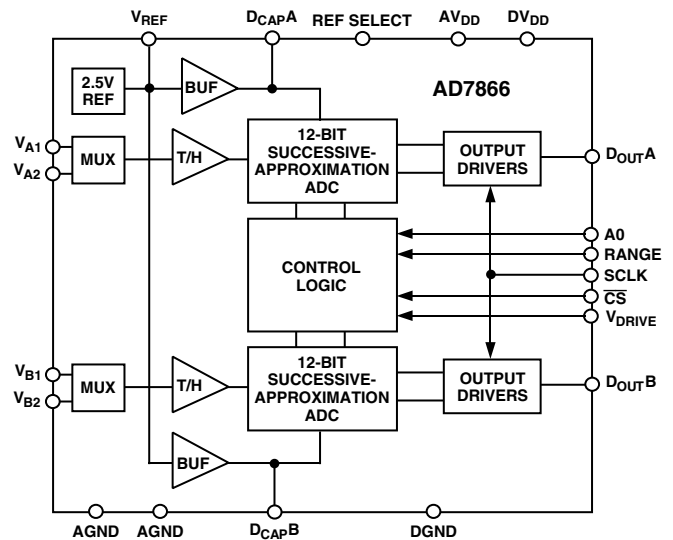 VREF
DCAPA
REF SELECT
AVDD
DVDD
2.5V
REF
BUF
AD7866
VA1
VA2
MUX
T/H
12-BIT
SUCCESSIVE-
APPROXIMATION
ADC
OUTPUT
DRIVERS
DOUTA
CONTROL
LOGIC
A0
RANGE
SCLK
CS
VDRIVE
VB1
VB2
MUX
T/H
12-BIT
SUCCESSIVE-
APPROXIMATION
ADC
OUTPUT
DRIVERS
DOUTB
BUF
AGND
AGND
DCAPB
DGND